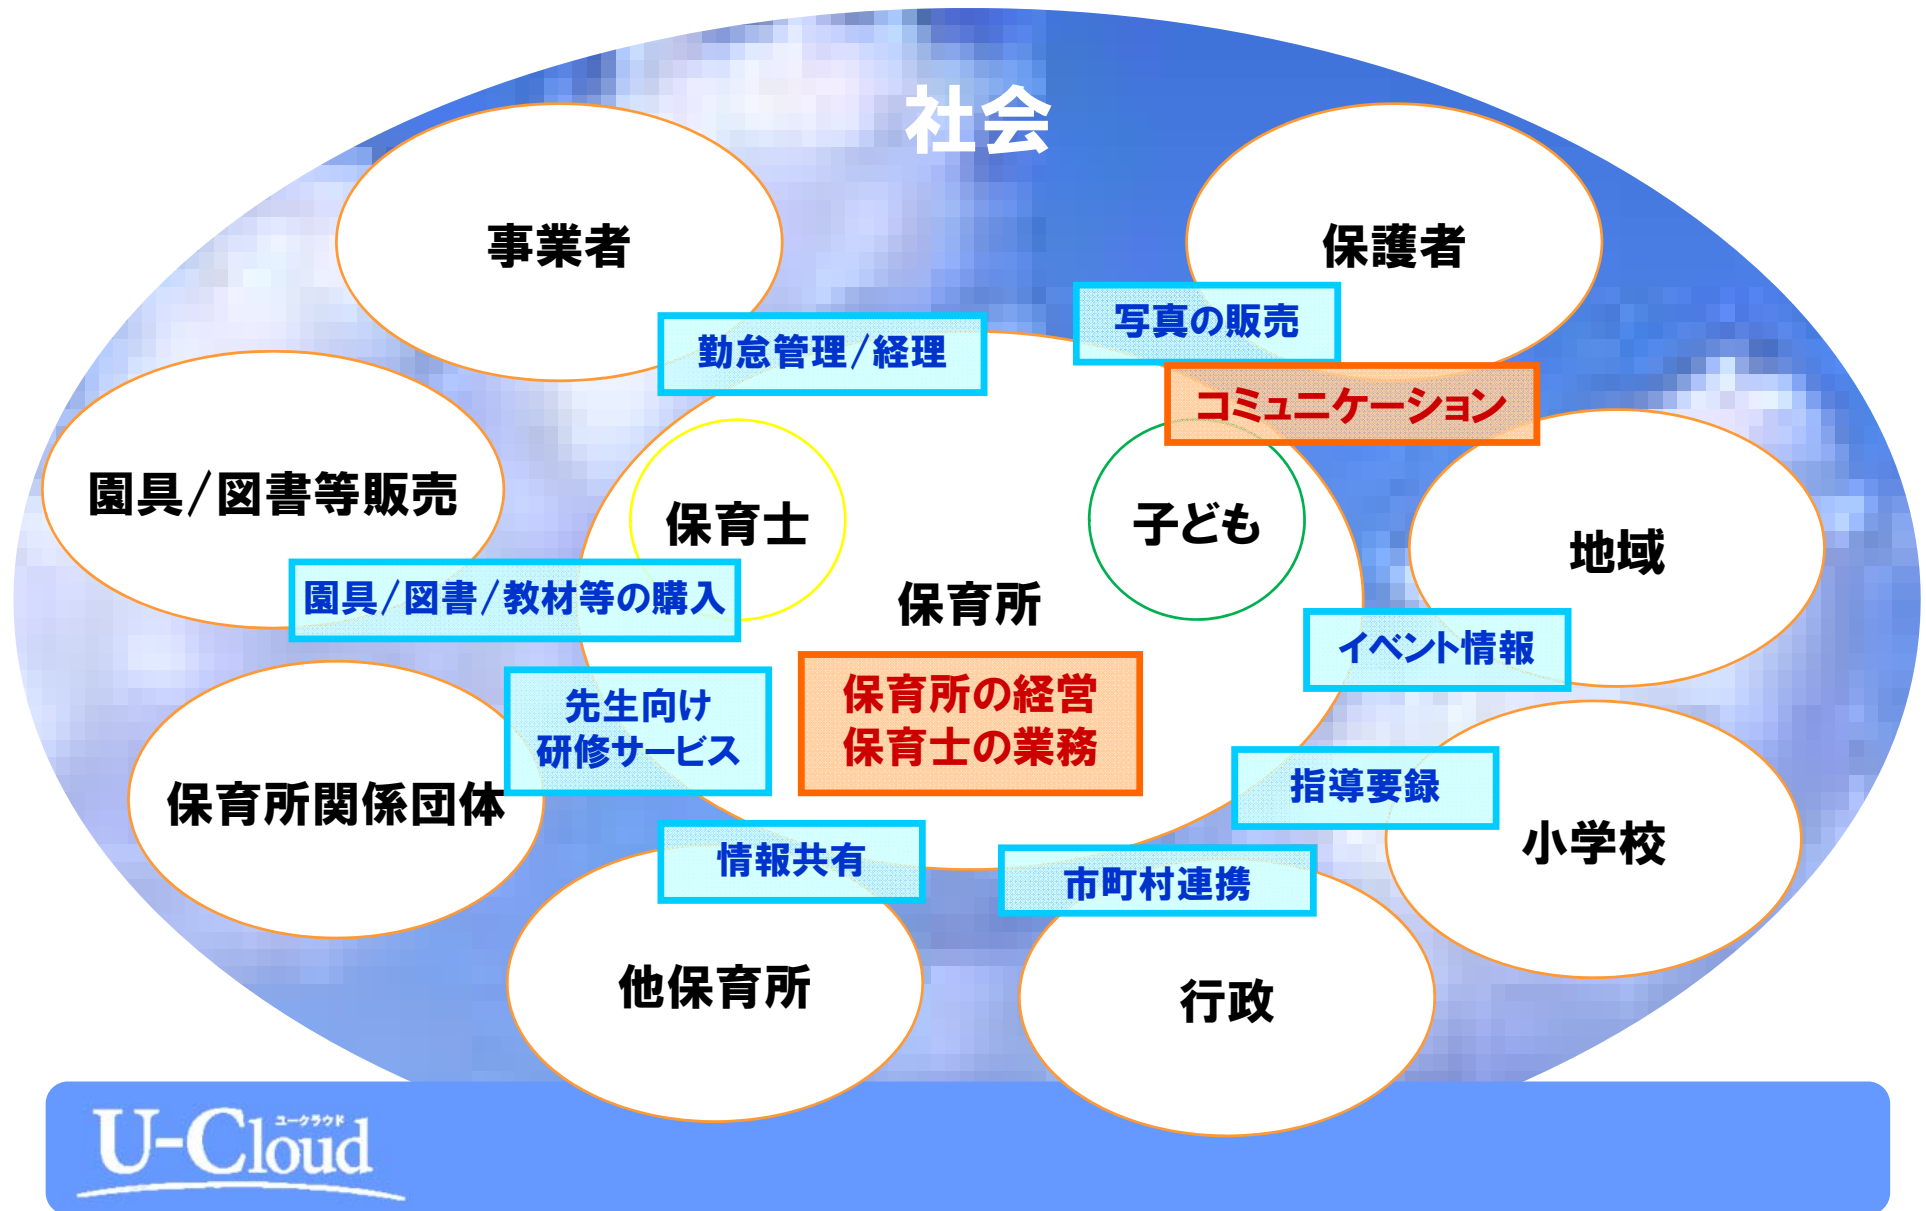 社会
事業者
保護者
写真の販売
勤怠管理/経理
コミュニケーション
園具/図書等販売
保育士
子ども
地域
園具/図書/教材等の購入
保育所
イベント情報
先生向け
研修サービス
保育所の経営
保育士の業務
指導要録
保育所関係団体
小学校
情報共有
市町村連携
他保育所
行政
ユークラウド
U-Cloud